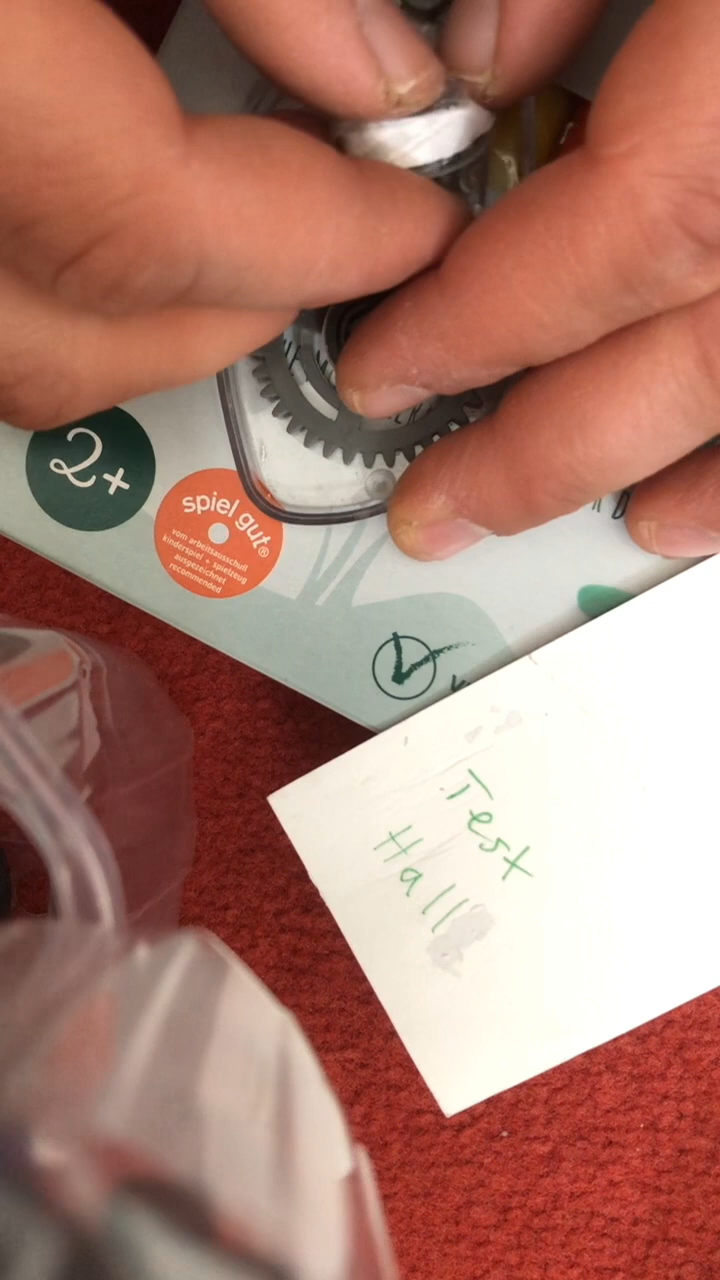 2+
spiel gut®
vom arbeitsausschuß
kinderspiel + spielzeug
ausgezeichnet
recommended
Test
Hall